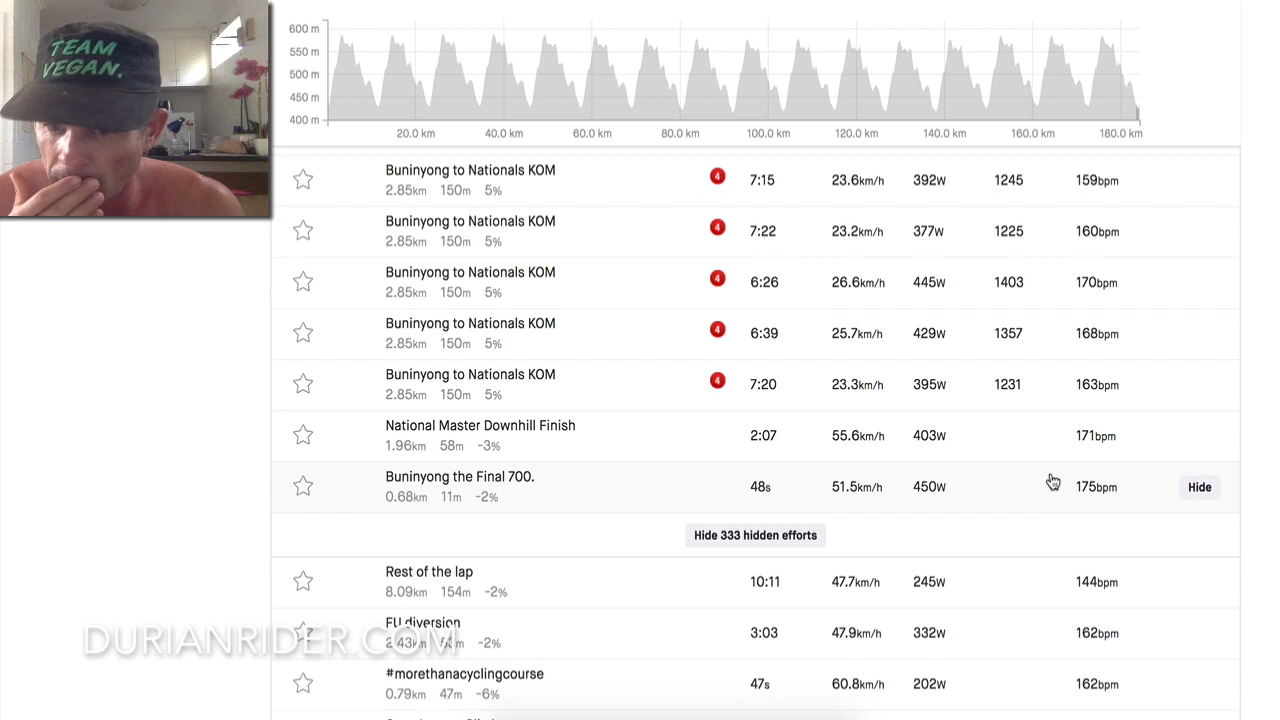 TEAM
VEGAN.
600 m
550 m
500 m
450 m
400 m
20.0 km 40.0 km 60.0 km 80.0 km 100.0 km 120.0 km 140.0 km 160.0 km 180.0 km
Buninyong to Nationals KOM 4 7:15 23.6km/h 392W 1245 159bpm
2.85km 150m 5%
Buninyong to Nationals KOM 4 7:22 23.2km/h 377W 1225 160bpm
2.85km 150m 5%
Buninyong to Nationals KOM 4 6:26 26.6km/h 445W 1403 170bpm
2.85km 150m 5%
Buninyong to Nationals KOM 4 6:39 25.7km/h 429W 1357 168bpm
2.85km 150m 5%
Buninyong to Nationals KOM 4 7:20 23.3km/h 395W 1231 163bpm
2.85km 150m 5%
National Master Downhill Finish 2:07 55.6km/h 403W 171bpm
1.96km 58m -3%
Buninyong the Final 700. 48s 51.5km/h 450W 175bpm Hide
0.68km 11m -2%
Hide 333 hidden efforts
Rest of the lap 10:11 47.7km/h 245W 144bpm
8.09km 154m -2%
FU diversion 3:03 47.9km/h 332W 162bpm
2.43km -2%
DURIANRIDER.COM
#morethanacyclingcourse 47s 60.8km/h 202W 162bpm
0.79km 47m -6%